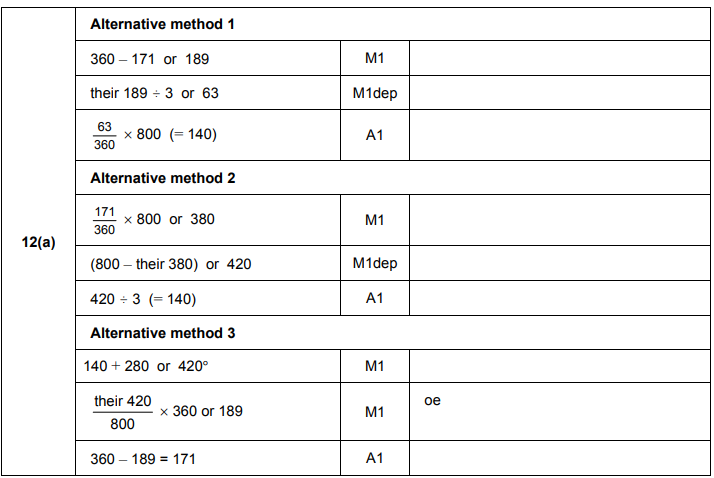 Alternative method 1
360 – 171 or 189 M1
their 189 ÷ 3 or 63 M1dep
63/360 × 800 (= 140) A1
Alternative method 2
171/360 × 800 or 380 M1
12(a)
(800 – their 380) or 420 M1dep
420 ÷ 3 (= 140) A1
Alternative method 3
140 + 280 or 420° M1
their 420/800 × 360 or 189 M1 oe
360 – 189 = 171 A1